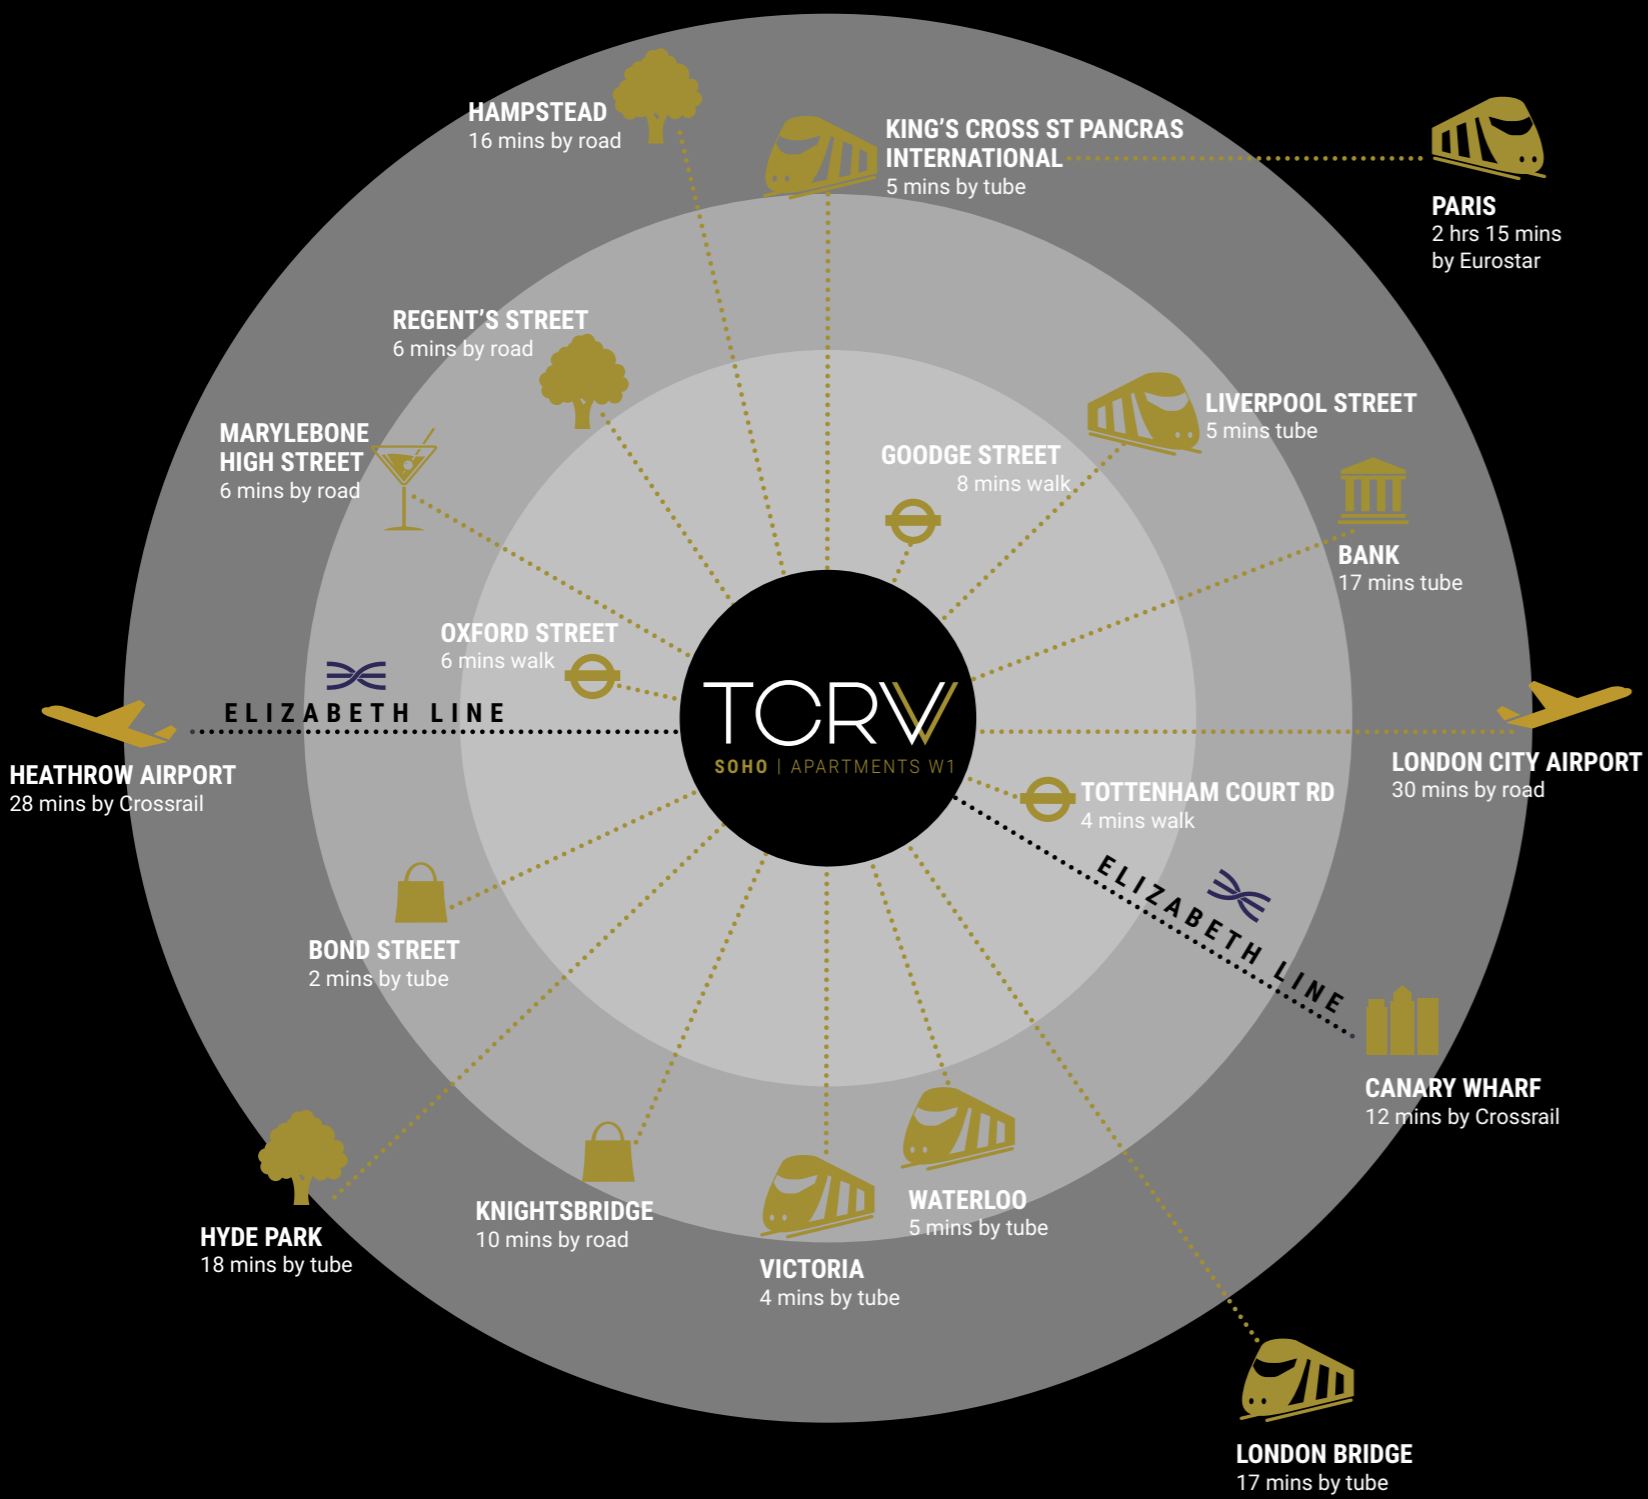 HAMPSTEAD
16 mins by road
KING'S CROSS ST PANCRAS
INTERNATIONAL
5 mins by tube
PARIS
2 hrs 15 mins
by Eurostar
REGENT'S STREET
6 mins by road
MARYLEBONE
HIGH STREET
6 mins by road
LIVERPOOL STREET
5 mins tube
GOODGE STREET
8 mins walk
BANK
17 mins tube
OXFORD STREET
6 mins walk
ELIZABETH LINE
HEATHROW AIRPORT
28 mins by Crossrail
TCRW
SOHO | APARTMENTS W1
LONDON CITY AIRPORT
30 mins by road
TOTTENHAM COURT RD
4 mins walk
ELIZABETH LINE
BOND STREET
2 mins by tube
CANARY WHARF
12 mins by Crossrail
HYDE PARK
18 mins by tube
KNIGHTSBRIDGE
10 mins by road
WATERLOO
5 mins by tube
VICTORIA
4 mins by tube
LONDON BRIDGE
17 mins by tube